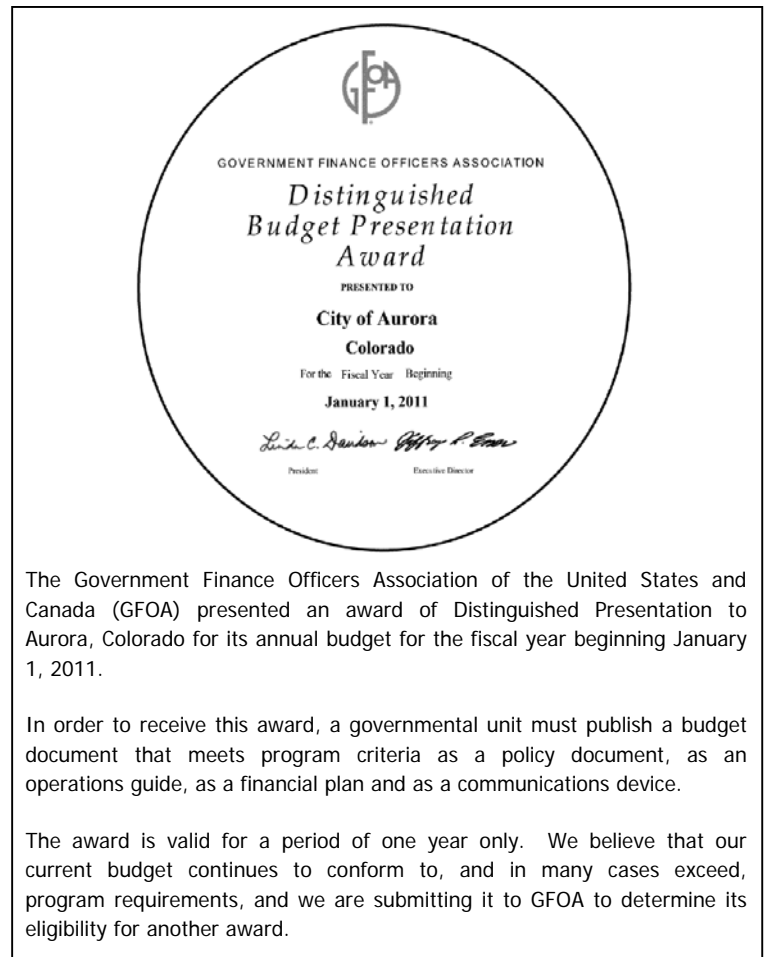 GFOA
GOVERNMENT FINANCE OFFICERS ASSOCIATION
Distinguished
Budget Presentation
Award
PRESENTED TO
City of Aurora
Colorado
For the Fiscal Year Beginning
January 1, 2011
Linda C. Davidson Jeffrey R. Ener
President Executive Director
The Government Finance Officers Association of the United States and
Canada (GFOA) presented an award of Distinguished Presentation to
Aurora, Colorado for its annual budget for the fiscal year beginning January
1, 2011.
In order to receive this award, a governmental unit must publish a budget
document that meets program criteria as a policy document, as an
operations guide, as a financial plan and as a communications device.
The award is valid for a period of one year only. We believe that our
current budget continues to conform to, and in many cases exceed,
program requirements, and we are submitting it to GFOA to determine its
eligibility for another award.